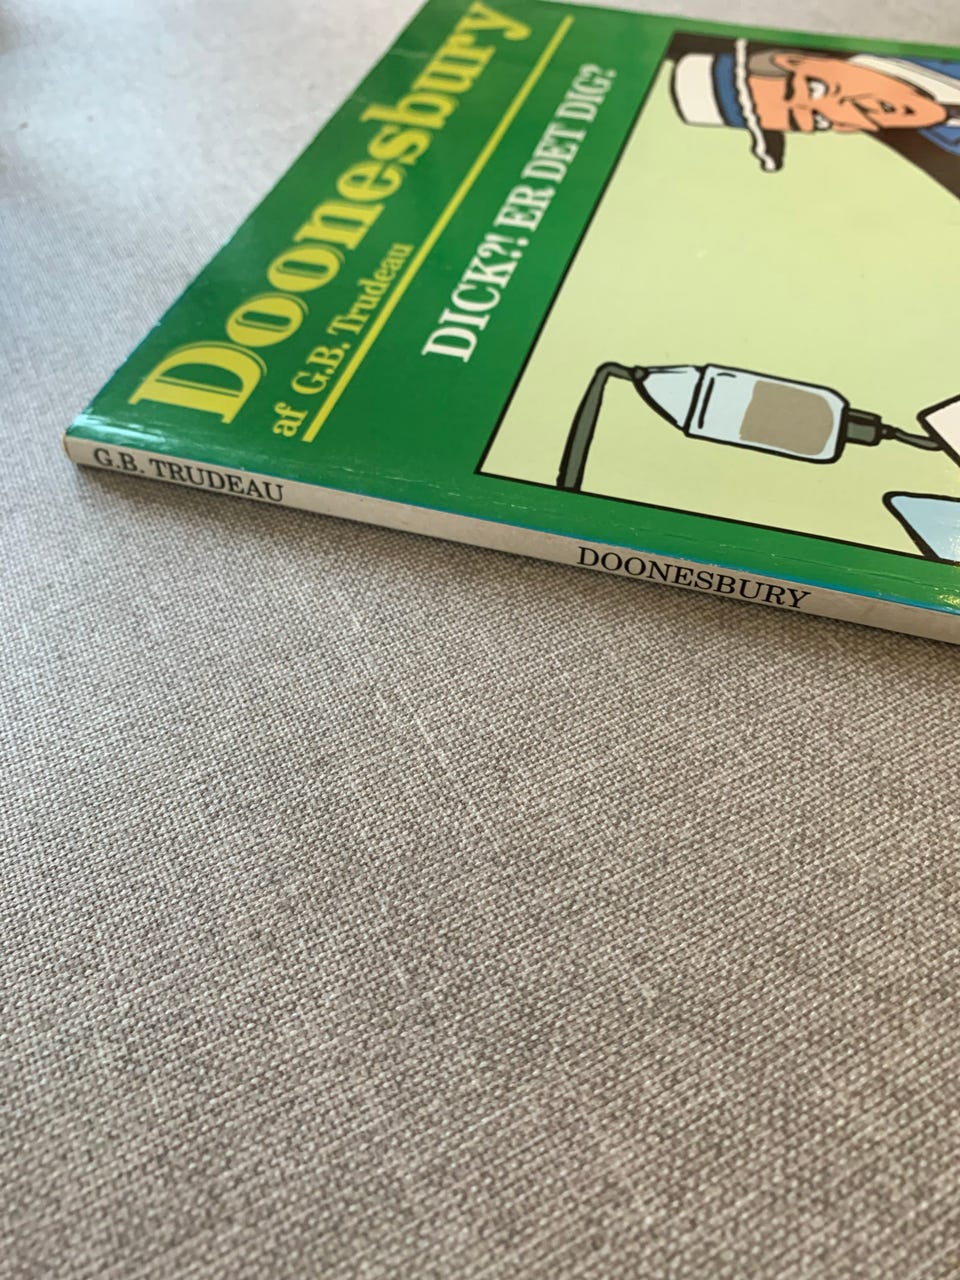 Doonesbury
af G.B. Trudeau
DICK?! ER DET DIG?
G.B. TRUDEAU
DOONESBURY